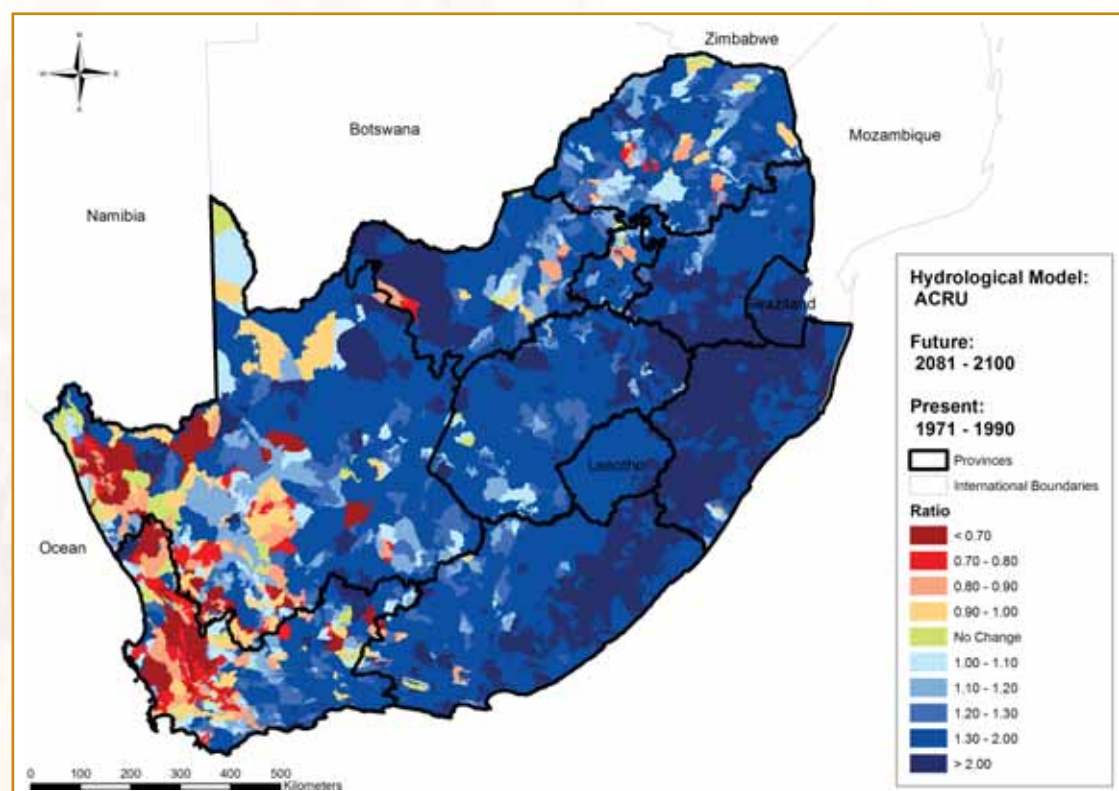 Zimbabwe
Botswana
Mozambique
Namibia
Swaziland
Lesotho
Ocean
N
W
E
S
Hydrological Model:
ACRU
Future:
2081 - 2100
Present:
1971 - 1990
Provinces
International Boundaries
Ratio
< 0.70
0.70 - 0.80
0.80 - 0.90
0.90 - 1.00
No Change
1.00 - 1.10
1.10 - 1.20
1.20 - 1.30
1.30 - 2.00
> 2.00
0 100 200 300 400 500
Kilometers